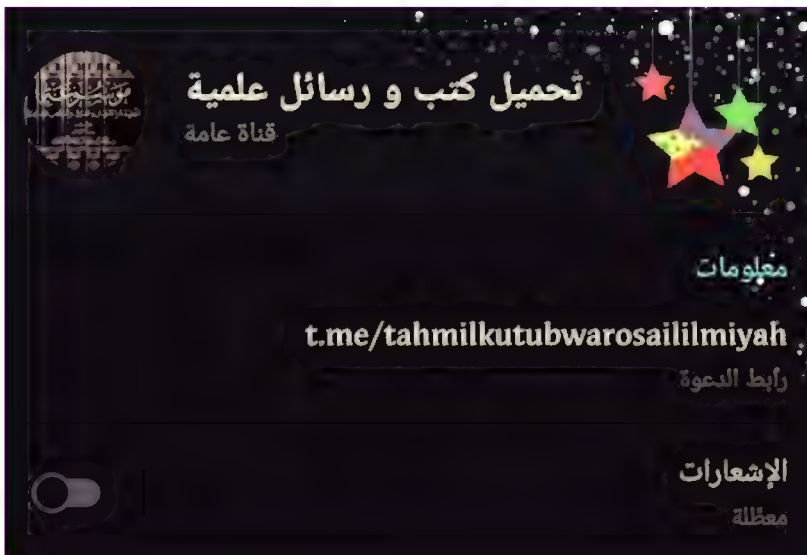 تحميل كتب و رسائل علمية
قناة عامة
معلومات
t.me/tahmilkutubwarosaililmiyah
رابط الدعوة
الإشعارات
معطلة